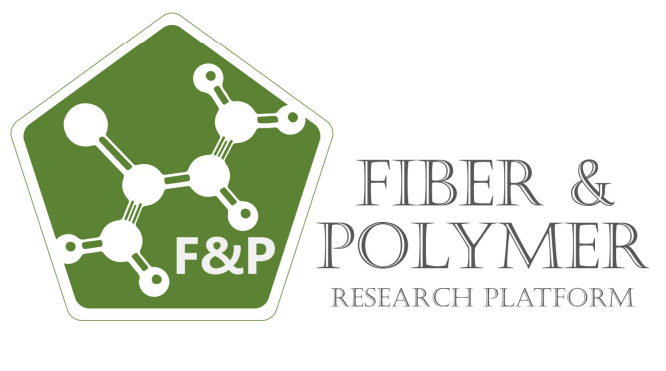 F&P
FIBER &
POLYMER
RESEARCH PLATFORM